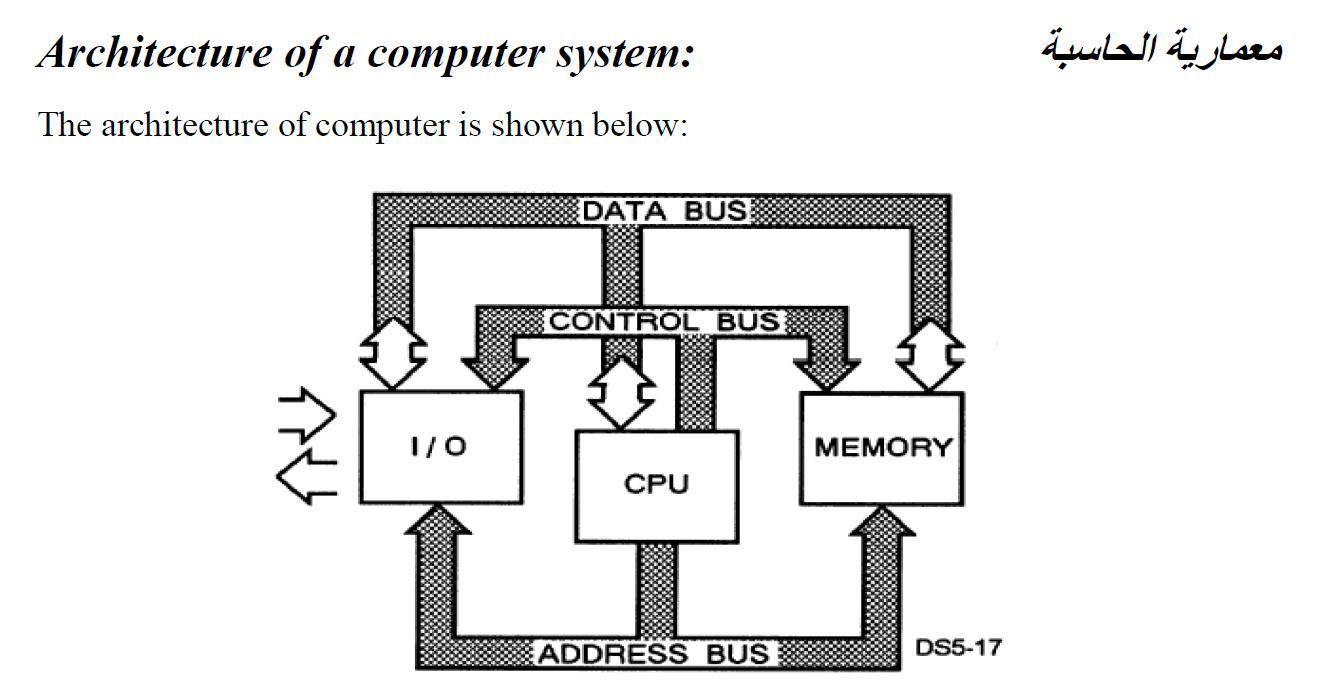 Architecture of a computer system:
معمارية الحاسبة
The architecture of computer is shown below:
DATA BUS
CONTROL BUS
I/O
CPU
MEMORY
ADDRESS BUS
DS5-17